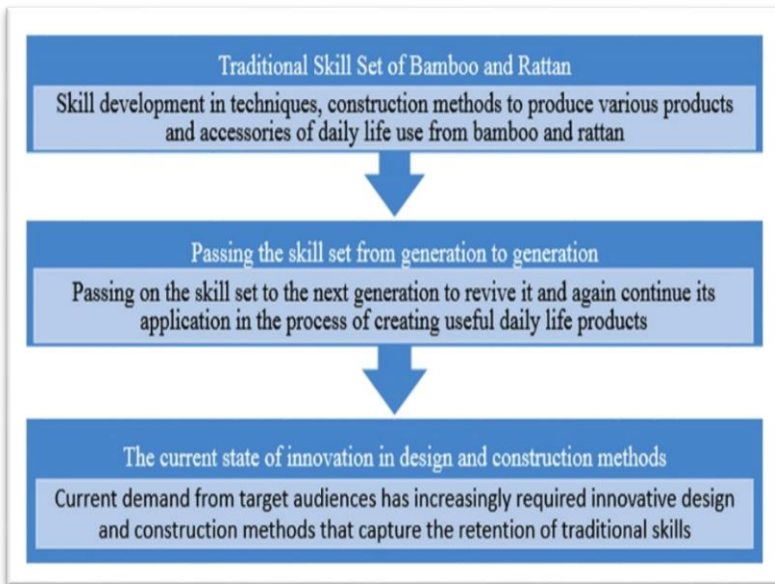 Traditional Skill Set of Bamboo and Rattan
Skill development in techniques, construction methods to produce various products
and accessories of daily life use from bamboo and rattan
Passing the skill set from generation to generation
Passing on the skill set to the next generation to revive it and again continue its
application in the process of creating useful daily life products
The current state of innovation in design and construction methods
Current demand from target audiences has increasingly required innovative design
and construction methods that capture the retention of traditional skills